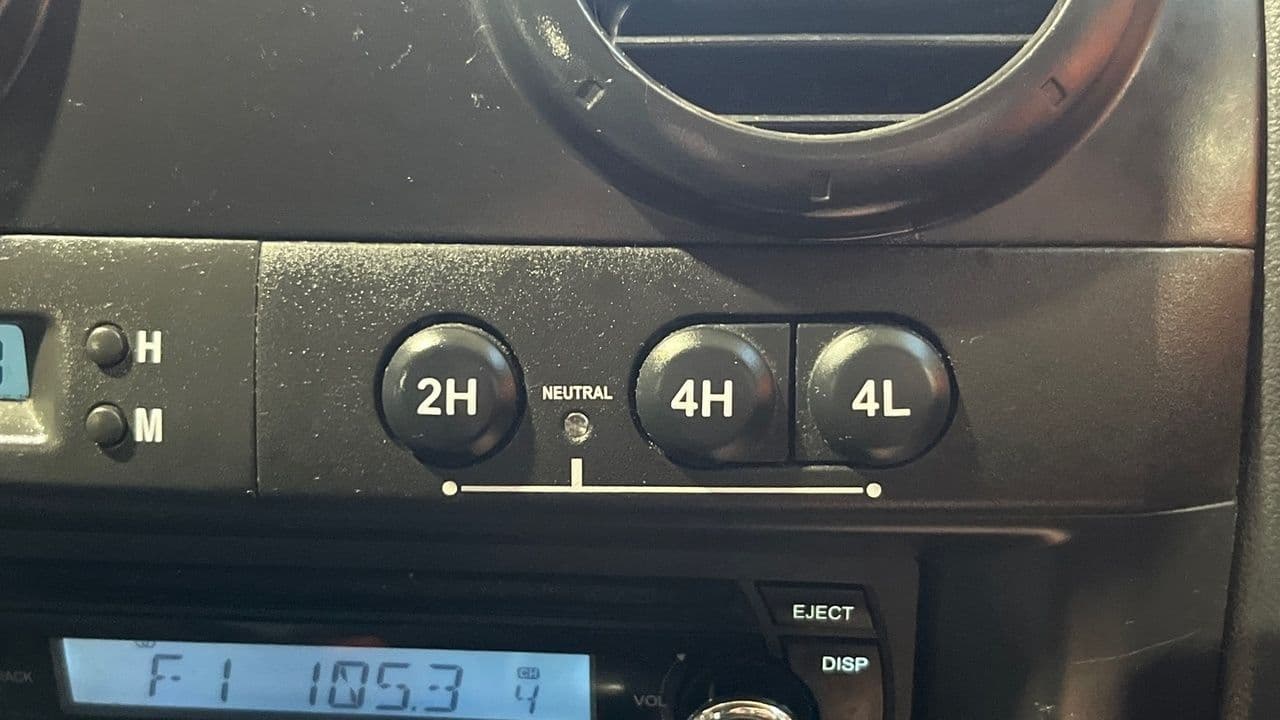 H
M
2H
NEUTRAL
4H
4L
EJECT
DISP
F1 105.3 CH 4
VOL